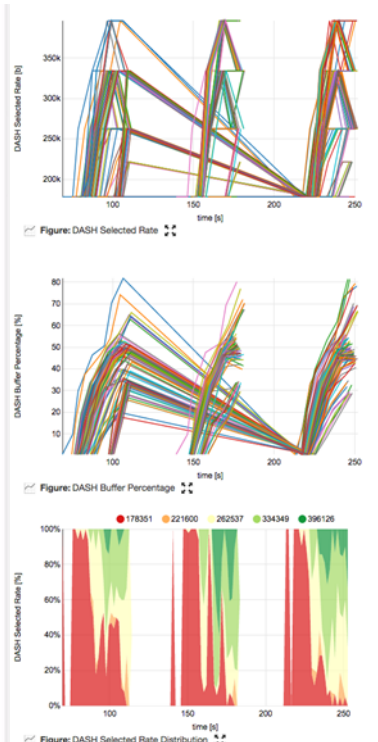 DASH Selected Rate [b]
350k
300k
250k
200k
100
150
200
250
time [s]
Figure: DASH Selected Rate
DASH Buffer Percentage [%]
80
70
60
50
40
30
20
10
100
150
200
250
time [s]
Figure: DASH Buffer Percentage
178351 221600 262537 334349 396126
DASH Selected Rate [%]
100%
80%
60%
40%
20%
0%
100
150
200
250
time [s]
Figure: DASH Selected Rate Distribution